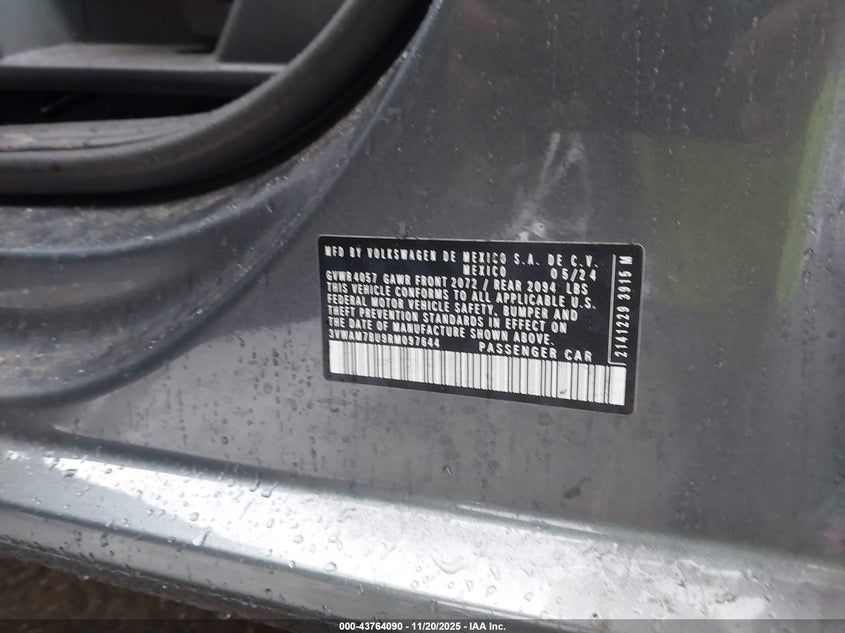 MFD BY VOLKSWAGEN DE MEXICO S.A. DE C.V.
MEXICO 05/24
GVWR 4057 GAWR FRONT 2072 / REAR 2094 LBS
THIS VEHICLE CONFORMS TO ALL APPLICABLE U.S.
FEDERAL MOTOR VEHICLE SAFETY, BUMPER AND
THEFT PREVENTION STANDARDS IN EFFECT ON
THE DATE OF MANUFACTURE SHOWN ABOVE.
3VWAM7BU9RM097644 PASSENGER CAR
21411229 3915 M
000-43764090 - 11/20/2025 - IAA Inc.